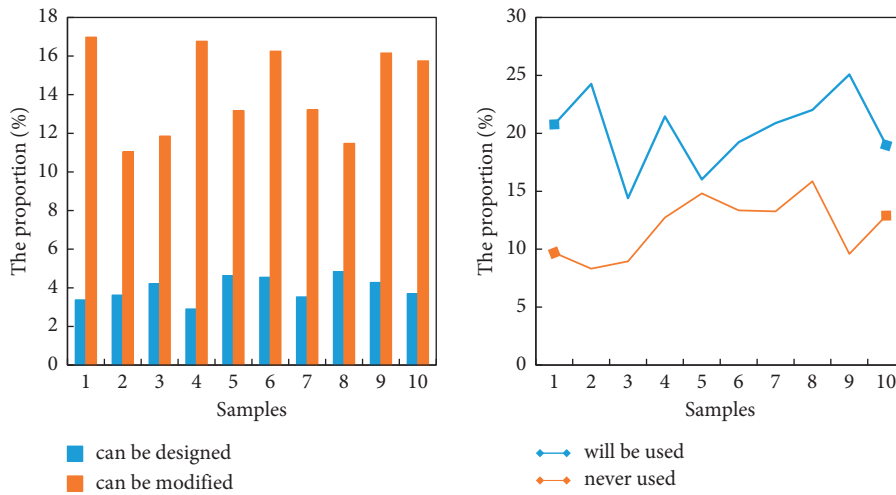 The proportion (%)
18
16
14
12
10
8
6
4
2
0
1 2 3 4 5 6 7 8 9 10
Samples
can be designed
can be modified
The proportion (%)
30
25
20
15
10
5
0
1 2 3 4 5 6 7 8 9 10
Samples
will be used
never used